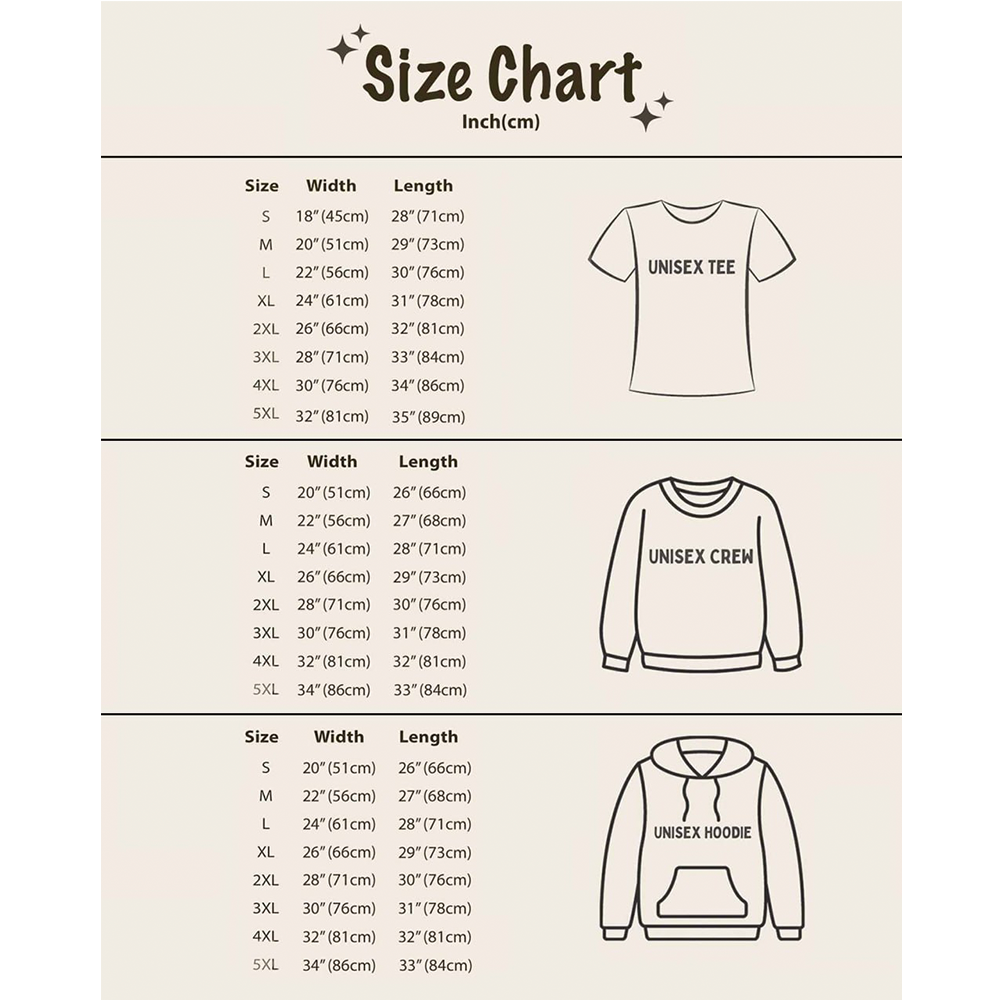 Size Chart
Inch(cm)
Size Width Length
S 18”(45cm) 28”(71cm)
M 20”(51cm) 29”(73cm)
L 22”(56cm) 30”(76cm)
XL 24”(61cm) 31”(78cm)
2XL 26”(66cm) 32”(81cm)
3XL 28”(71cm) 33”(84cm)
4XL 30”(76cm) 34”(86cm)
5XL 32”(81cm) 35”(89cm)
UNISEX TEE
Size Width Length
S 20”(51cm) 26”(66cm)
M 22”(56cm) 27”(68cm)
L 24”(61cm) 28”(71cm)
XL 26”(66cm) 29”(73cm)
2XL 28”(71cm) 30”(76cm)
3XL 30”(76cm) 31”(78cm)
4XL 32”(81cm) 32”(81cm)
5XL 34”(86cm) 33”(84cm)
UNISEX CREW
Size Width Length
S 20”(51cm) 26”(66cm)
M 22”(56cm) 27”(68cm)
L 24”(61cm) 28”(71cm)
XL 26”(66cm) 29”(73cm)
2XL 28”(71cm) 30”(76cm)
3XL 30”(76cm) 31”(78cm)
4XL 32”(81cm) 32”(81cm)
5XL 34”(86cm) 33”(84cm)
UNISEX HOODIE